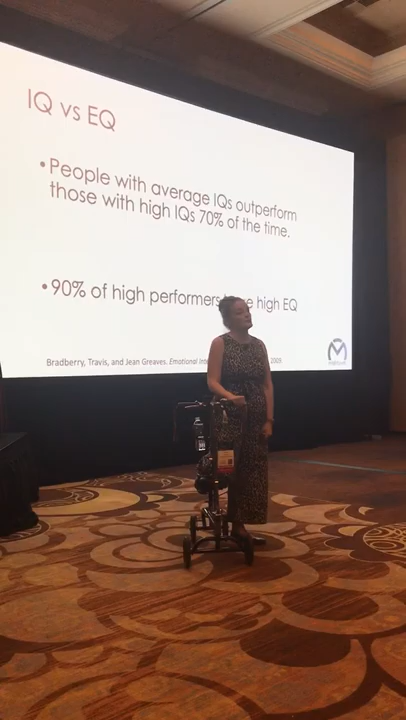 IQ vs EQ
•People with average IQs outperform
those with high IQs 70% of the time.
•90% of high performers high EQ
Bradberry, Travis, and Jean Greaves. Emotional 2009